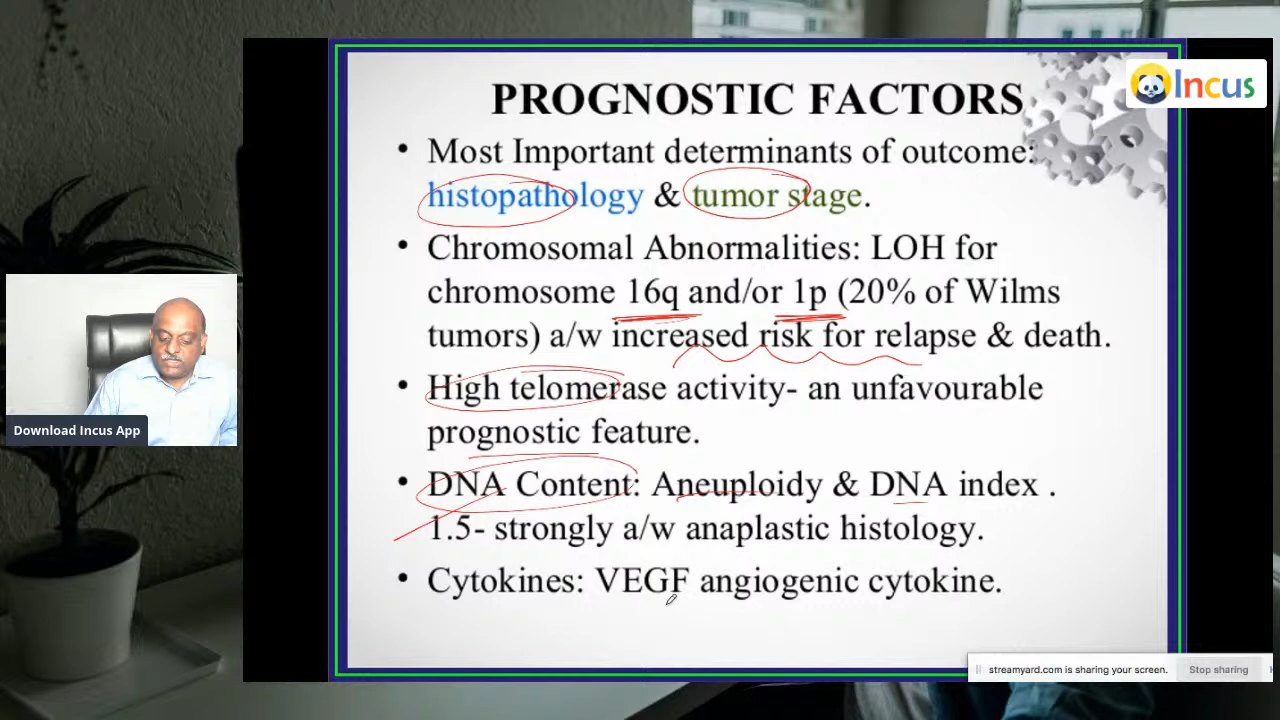 PROGNOSTIC FACTORS
Incus
• Most Important determinants of outcome:
histopathology & tumor stage.
• Chromosomal Abnormalities: LOH for
chromosome 16q and/or 1p (20% of Wilms
tumors) a/w increased risk for relapse & death.
• High telomerase activity- an unfavourable
prognostic feature.
• DNA Content: Aneuploidy & DNA index .
1.5- strongly a/w anaplastic histology.
• Cytokines: VEGF angiogenic cytokine.
Download Incus App
streamyard.com is sharing your screen.
Stop sharing